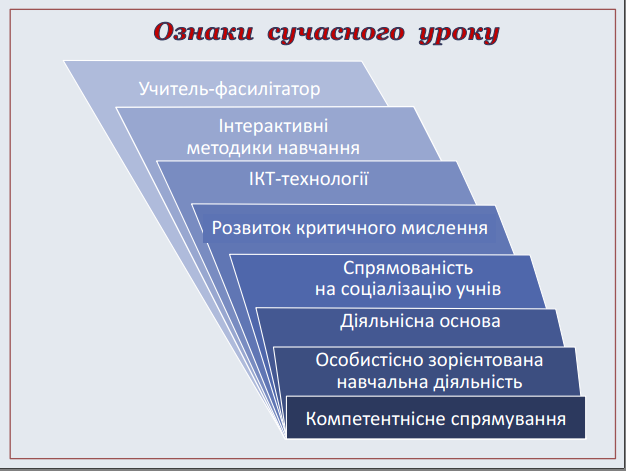 Ознаки сучасного уроку
Учитель-фасилітатор
Інтерактивні
методики навчання
ІКТ-технології
Розвиток критичного мислення
Спрямованість
на соціалізацію учнів
Діяльнісна основа
Особистісно зорієнтована
навчальна діяльність
Компетентнісне спрямування